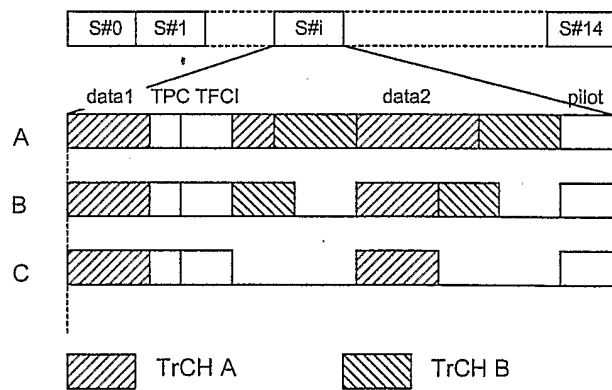 S#0 S#1 S#i S#14
data1 TPC TFCI data2 pilot
A
B
C
TrCH A TrCH B